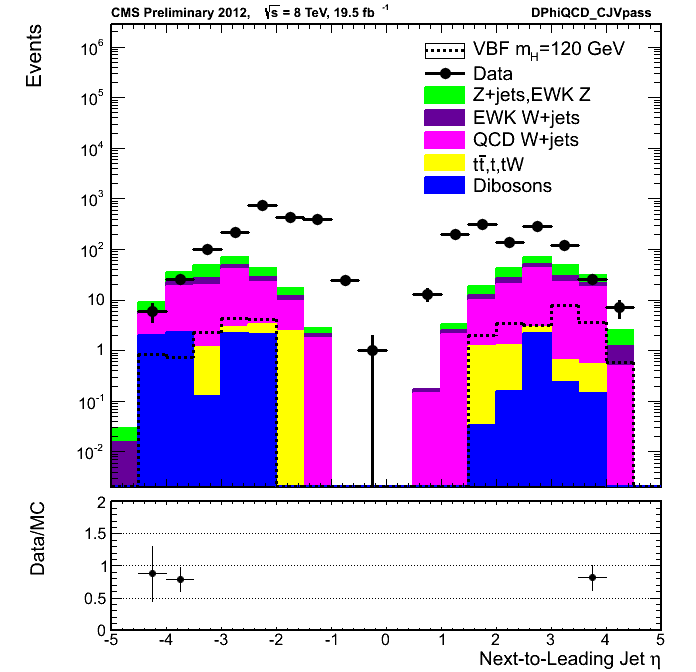 CMS Preliminary 2012, √s = 8 TeV, 19.5 fb⁻¹ DPhiQCD_CJVpass
Events
10⁶
10⁵
10⁴
10³
10²
10
1
10⁻¹
10⁻²
VBF m_H=120 GeV
Data
Z+jets,EWK Z
EWK W+jets
QCD W+jets
tt̄,t,tW
Dibosons
Data/MC
2
1.5
1
0.5
0
-5 -4 -3 -2 -1 0 1 2 3 4 5
Next-to-Leading Jet η